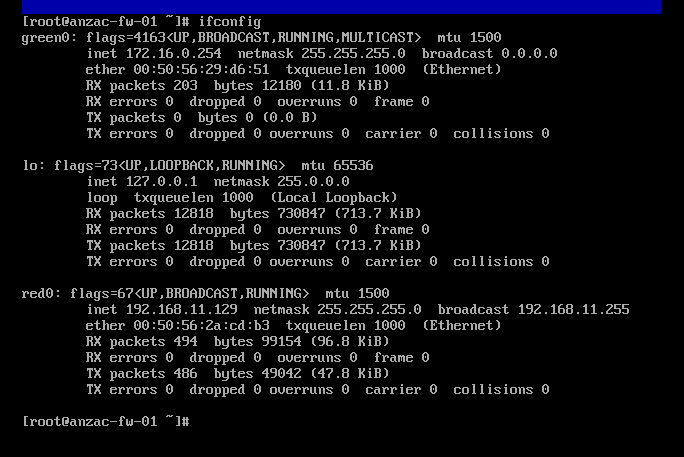 [root@anzac-fw-01 ~]# ifconfig
green0: flags=4163<UP,BROADCAST,RUNNING,MULTICAST>  mtu 1500
        inet 172.16.0.254  netmask 255.255.255.0  broadcast 0.0.0.0
        ether 00:50:56:29:d6:51  txqueuelen 1000  (Ethernet)
        RX packets 203  bytes 12180 (11.8 KiB)
        RX errors 0  dropped 0  overruns 0  frame 0
        TX packets 0  bytes 0 (0.0 B)
        TX errors 0  dropped 0 overruns 0  carrier 0  collisions 0

lo: flags=73<UP,LOOPBACK,RUNNING>  mtu 65536
        inet 127.0.0.1  netmask 255.0.0.0
        loop  txqueuelen 1000  (Local Loopback)
        RX packets 12818  bytes 730847 (713.7 KiB)
        RX errors 0  dropped 0  overruns 0  frame 0
        TX packets 12818  bytes 730847 (713.7 KiB)
        TX errors 0  dropped 0 overruns 0  carrier 0  collisions 0

red0: flags=67<UP,BROADCAST,RUNNING>  mtu 1500
        inet 192.168.11.129  netmask 255.255.255.0  broadcast 192.168.11.255
        ether 00:50:56:2a:cd:b3  txqueuelen 1000  (Ethernet)
        RX packets 494  bytes 99154 (96.8 KiB)
        RX errors 0  dropped 0  overruns 0  frame 0
        TX packets 486  bytes 49042 (47.8 KiB)
        TX errors 0  dropped 0 overruns 0  carrier 0  collisions 0

[root@anzac-fw-01 ~]#